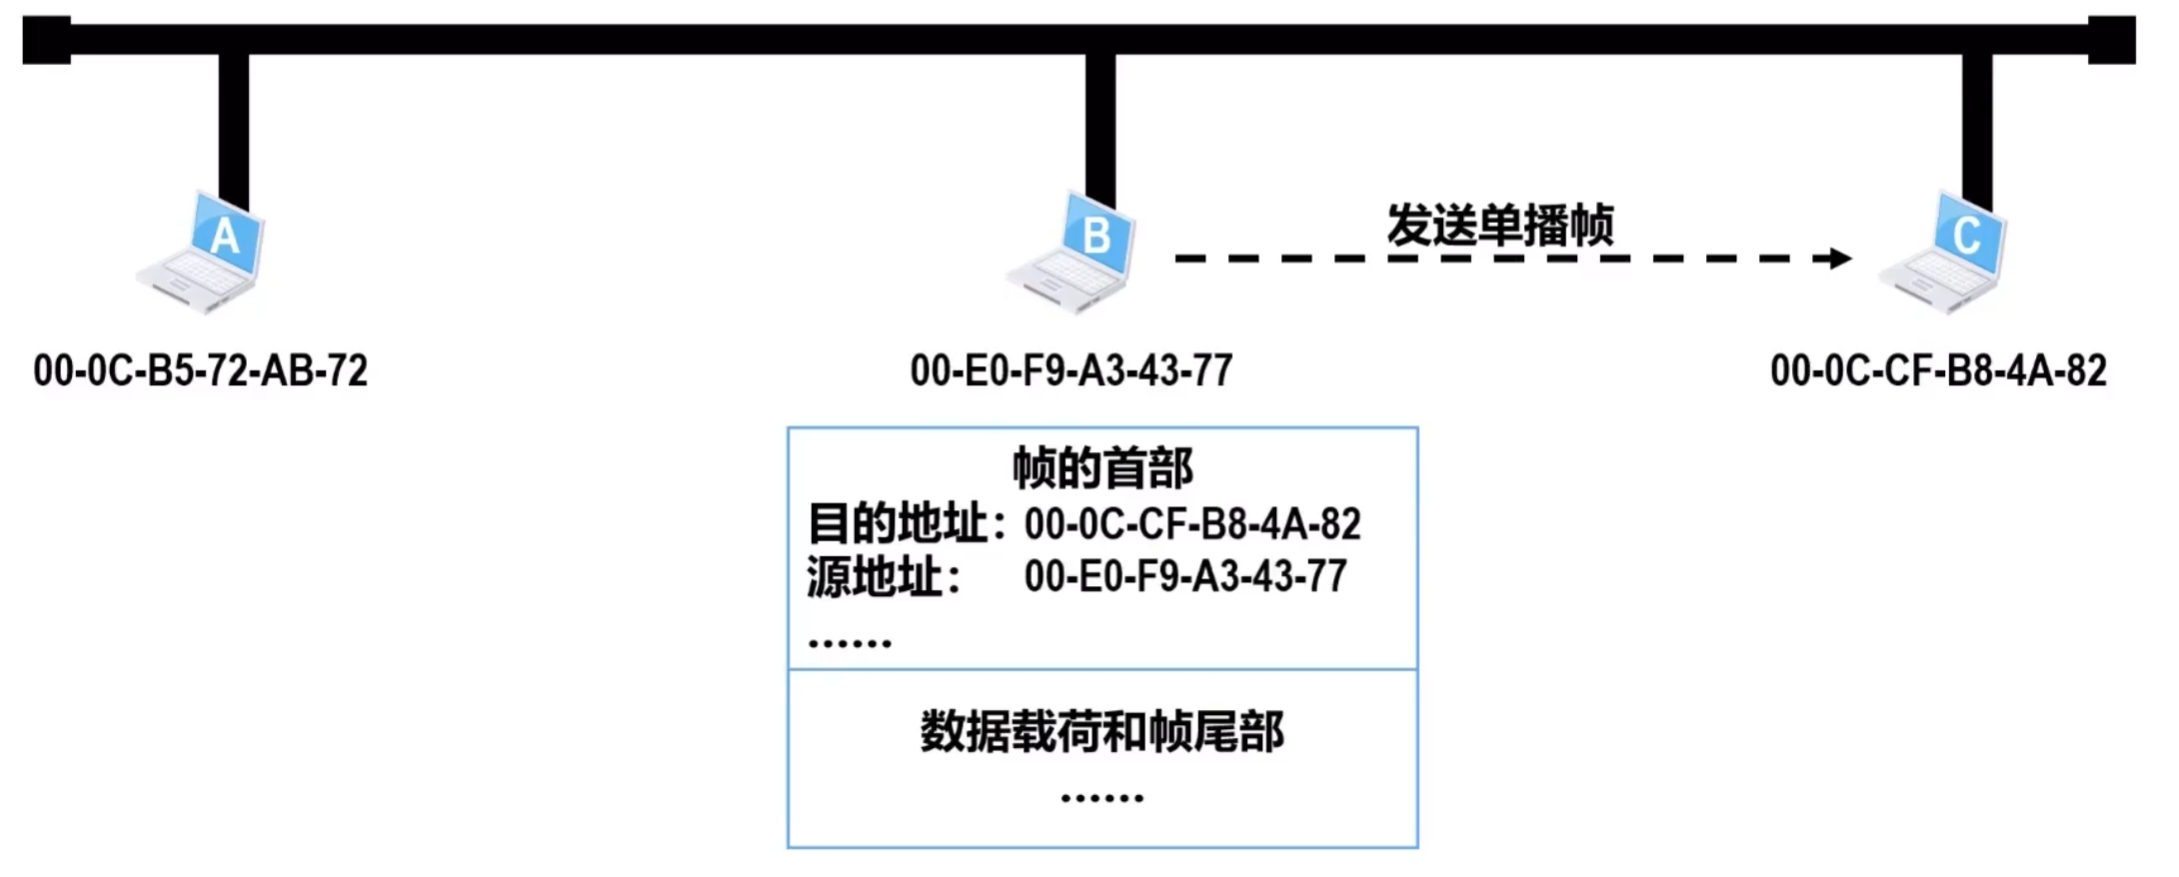 A
B
C
发送单播帧
00-0C-B5-72-AB-72
00-E0-F9-A3-43-77
00-0C-CF-B8-4A-82
帧的首部
目的地址：00-0C-CF-B8-4A-82
源地址： 00-E0-F9-A3-43-77
……
数据载荷和帧尾部
……